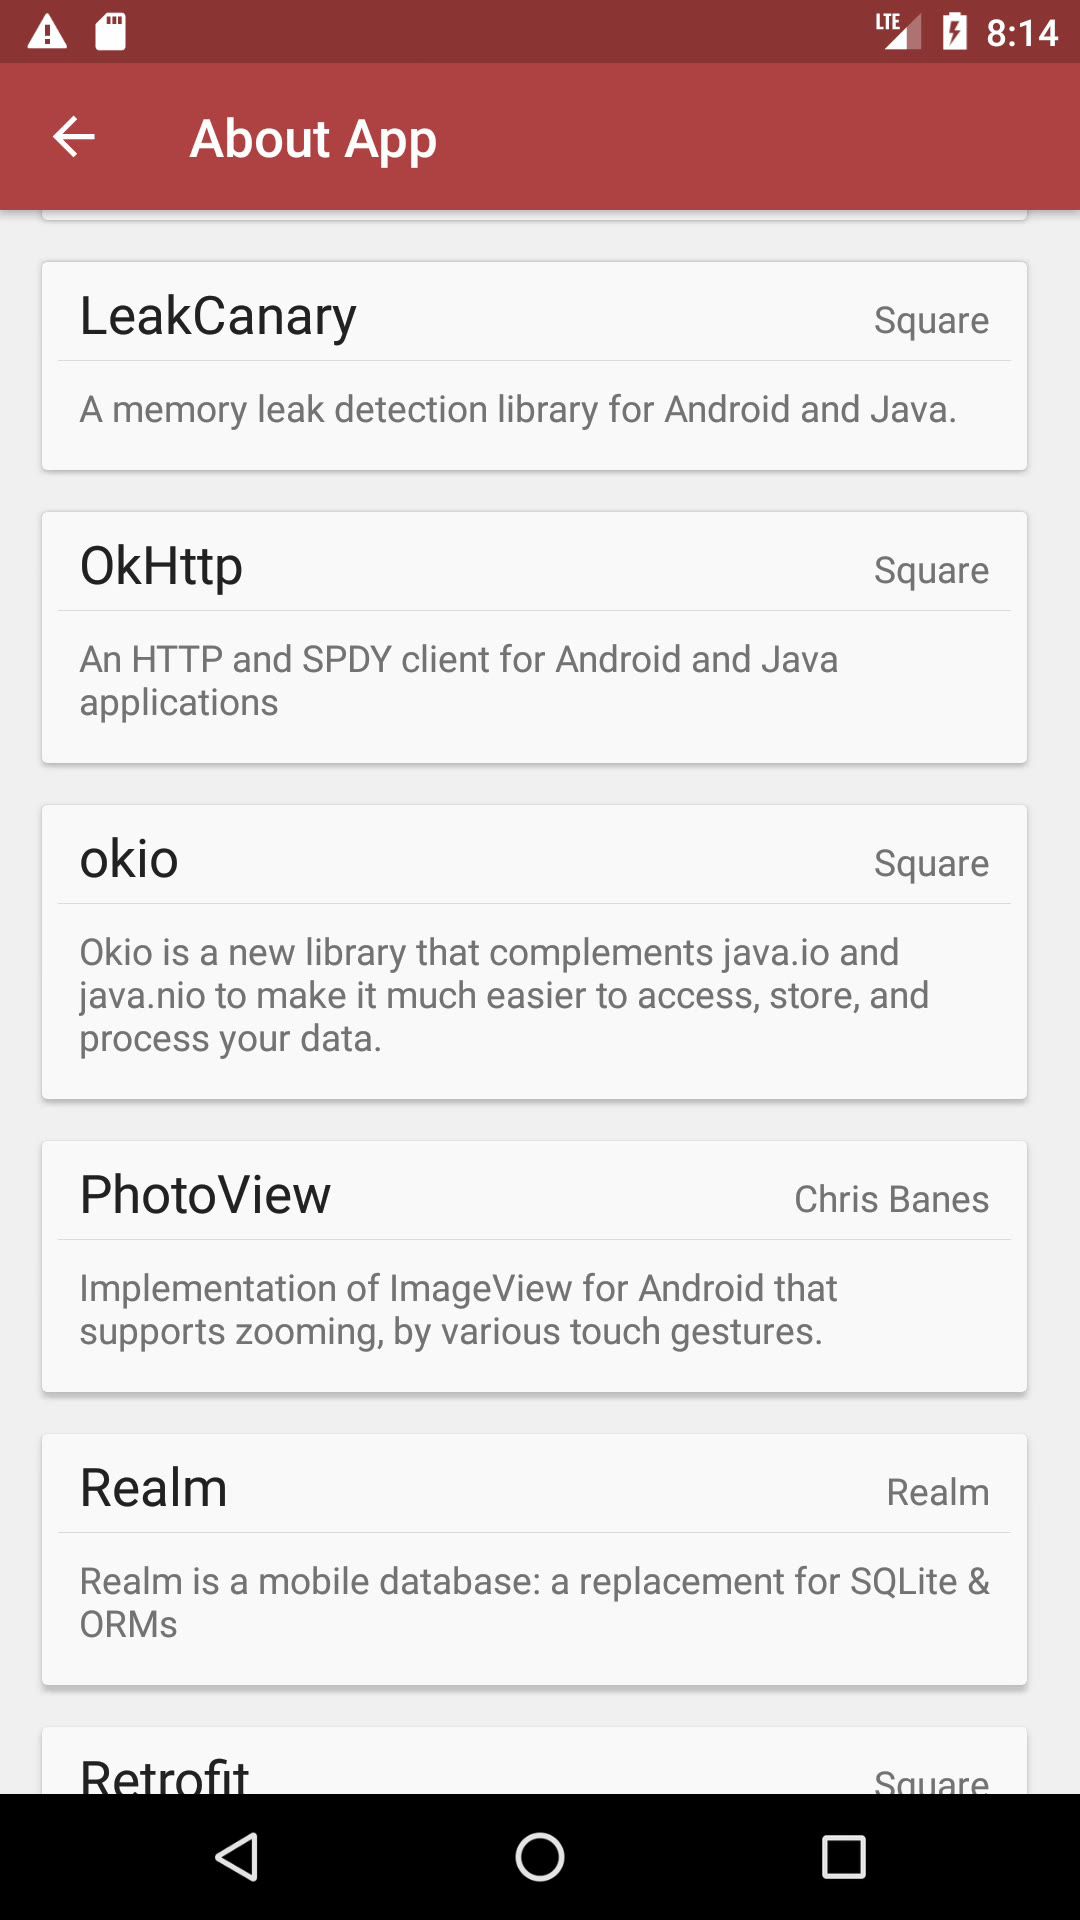 LTE 8:14
About App
LeakCanary Square
A memory leak detection library for Android and Java.
OkHttp Square
An HTTP and SPDY client for Android and Java
applications
okio Square
Okio is a new library that complements java.io and
java.nio to make it much easier to access, store, and
process your data.
PhotoView Chris Banes
Implementation of ImageView for Android that
supports zooming, by various touch gestures.
Realm Realm
Realm is a mobile database: a replacement for SQLite &
ORMs
Retrofit Square